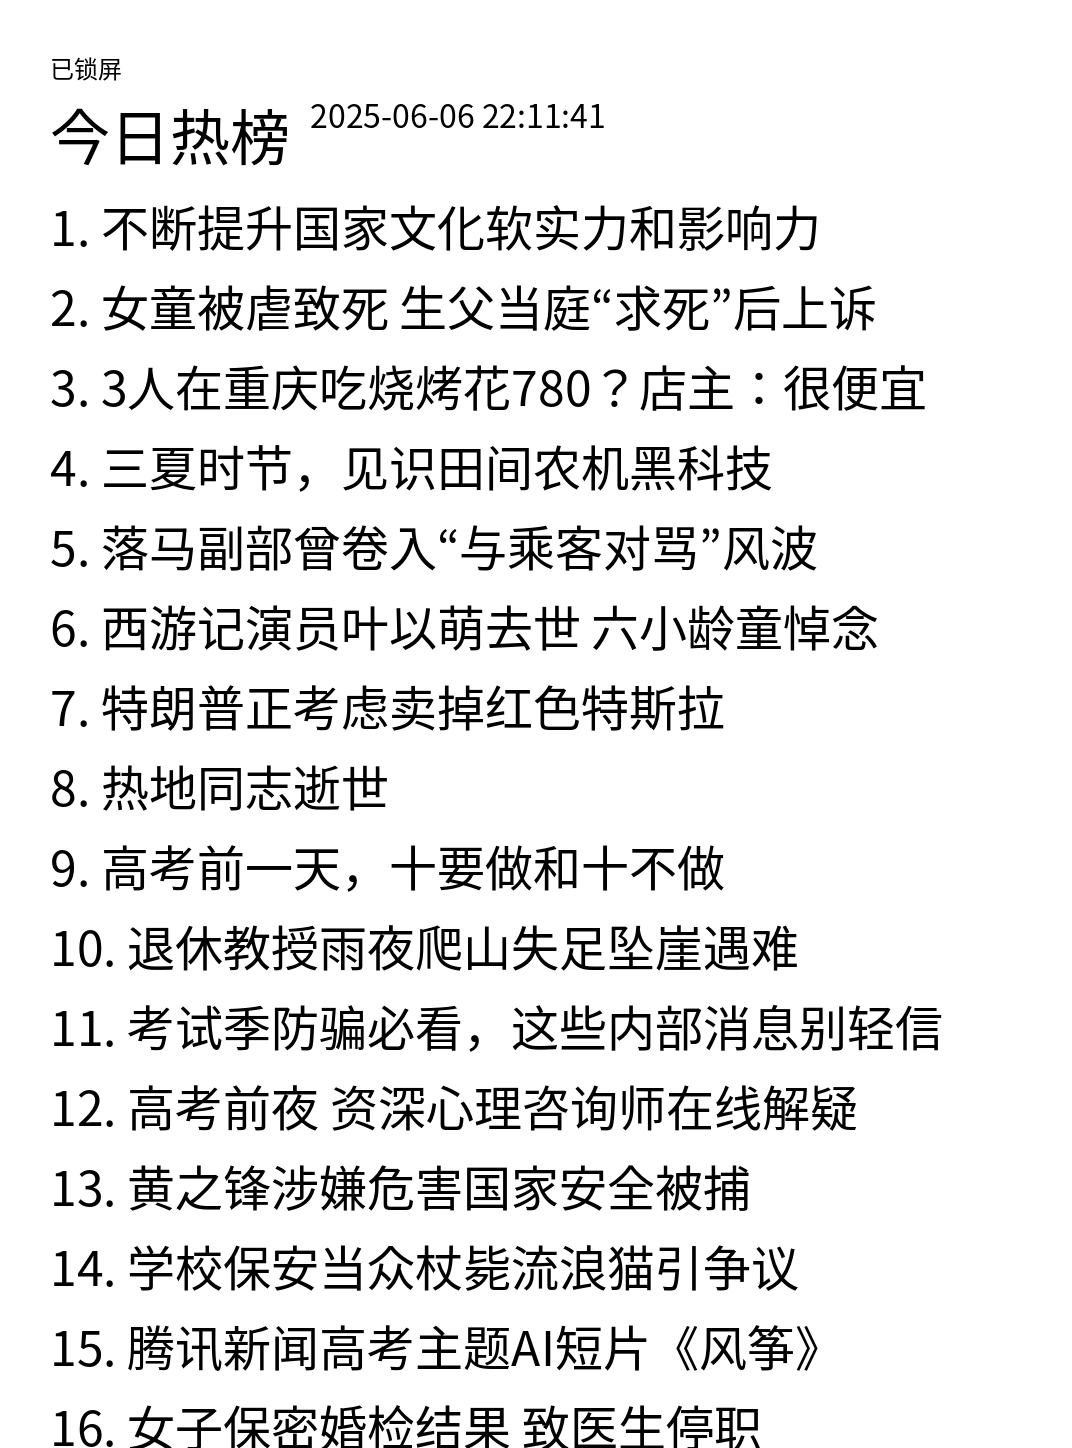 已锁屏
今日热榜 2025-06-06 22:11:41
1. 不断提升国家文化软实力和影响力
2. 女童被虐致死 生父当庭“求死”后上诉
3. 3人在重庆吃烧烤花780？店主：很便宜
4. 三夏时节，见识田间农机黑科技
5. 落马副部曾卷入“与乘客对骂”风波
6. 西游记演员叶以萌去世 六小龄童悼念
7. 特朗普正考虑卖掉红色特斯拉
8. 热地同志逝世
9. 高考前一天，十要做和十不做
10. 退休教授雨夜爬山失足坠崖遇难
11. 考试季防骗必看，这些内部消息别轻信
12. 高考前夜 资深心理咨询师在线解疑
13. 黄之锋涉嫌危害国家安全被捕
14. 学校保安当众杖毙流浪猫引争议
15. 腾讯新闻高考主题AI短片《风筝》
16. 女子保密婚检结果 致医生停职